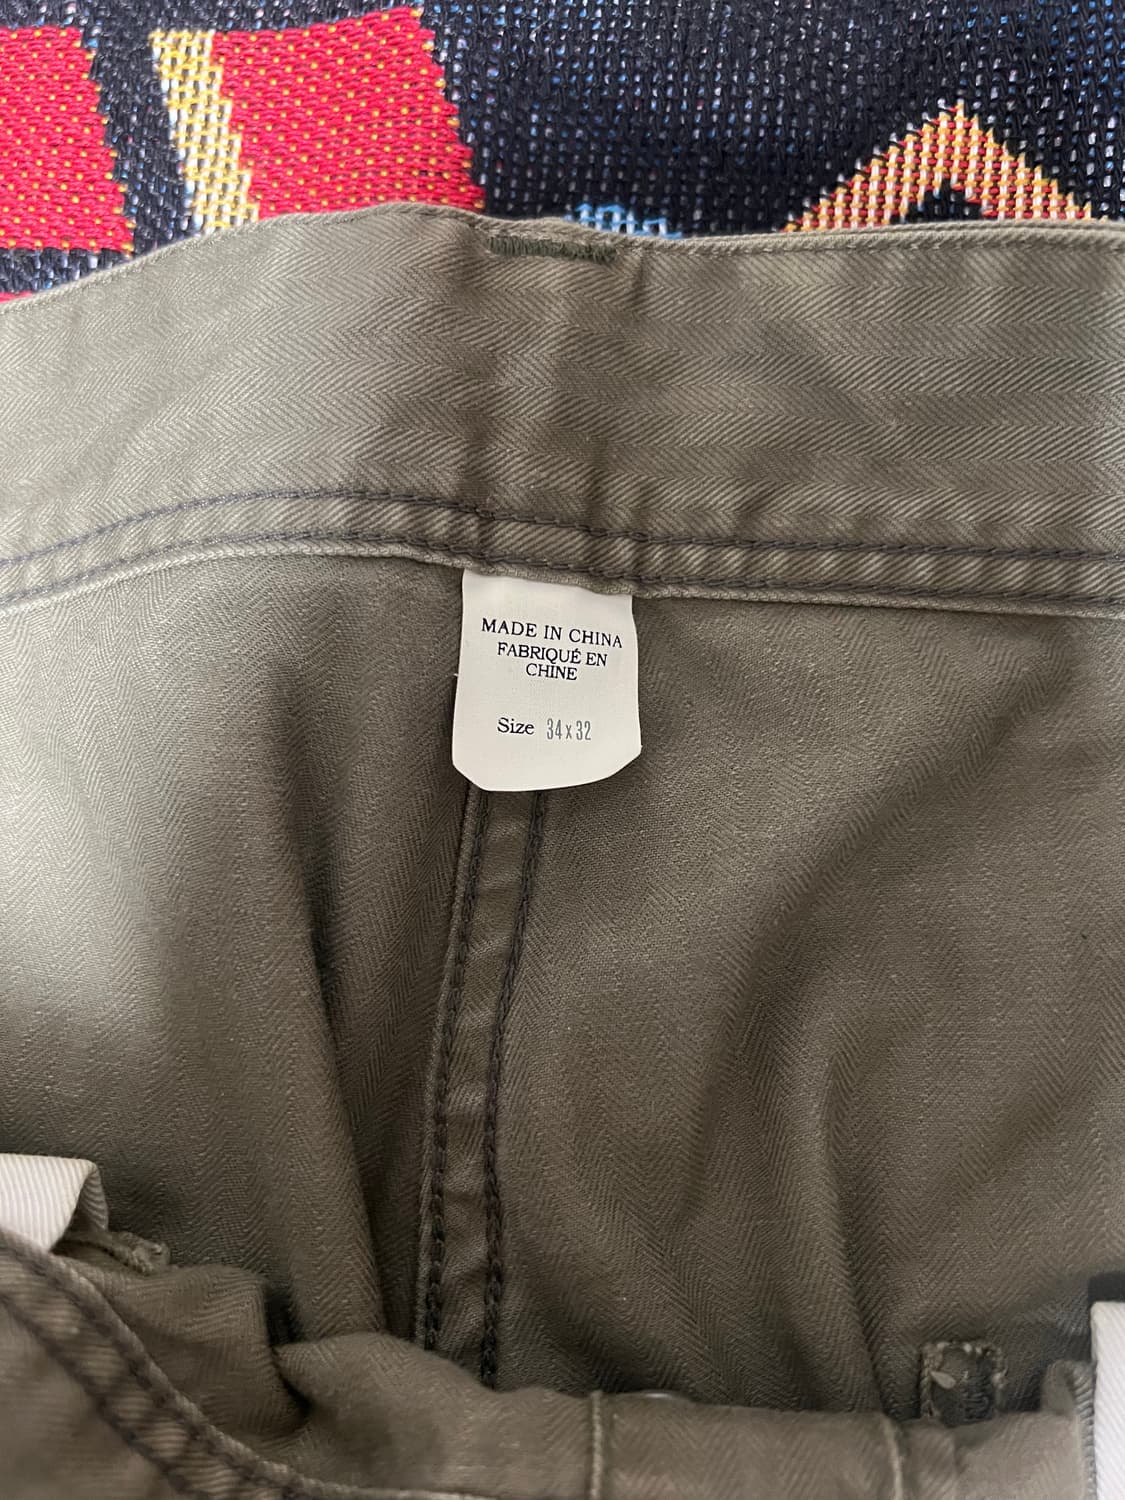 MADE IN CHINA
FABRIQUÉ EN
CHINE
Size 34 x 32